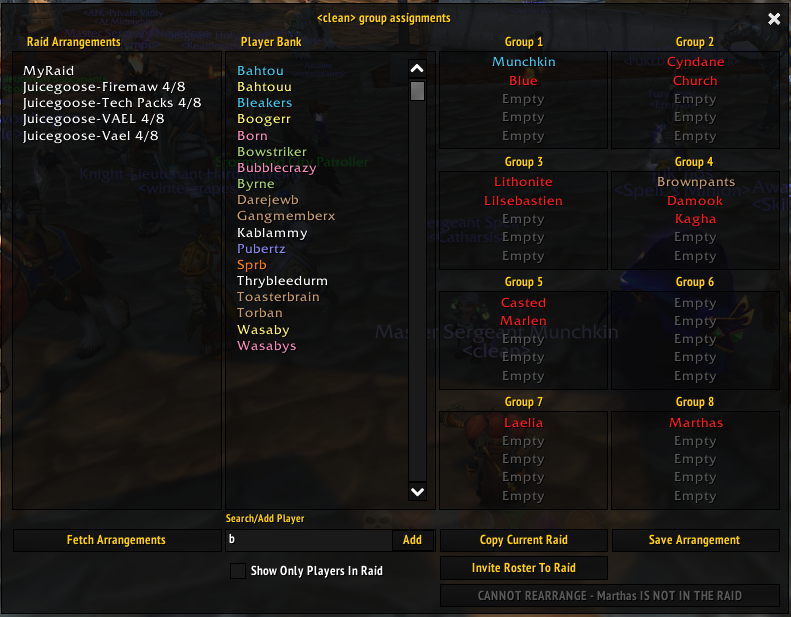 <clean> group assignments
Raid Arrangements
MyRaid
Juicegoose-Firemaw 4/8
Juicegoose-Tech Packs 4/8
Juicegoose-VAEL 4/8
Juicegoose-Vael 4/8
Fetch Arrangements
Player Bank
Bahtou
Bahtouu
Bleakers
Boogerr
Born
Bowstriker
Bubblecrazy
Byrne
Darejewb
Gangmemberx
Kablammy
Pubertz
Sprb
Thrybleedurm
Toasterbrain
Torban
Wasaby
Wasabys
Search/Add Player
b
Add
Show Only Players In Raid
Group 1
Munchkin
Blue
Empty
Empty
Empty
Group 2
Cyndane
Church
Empty
Empty
Empty
Group 3
Lithonite
Lilsebastien
Empty
Empty
Empty
Group 4
Brownpants
Damook
Kagha
Empty
Empty
Group 5
Casted
Marlen
Empty
Empty
Empty
Group 6
Empty
Empty
Empty
Empty
Empty
Group 7
Laelia
Empty
Empty
Empty
Empty
Group 8
Marthas
Empty
Empty
Empty
Empty
Copy Current Raid
Save Arrangement
Invite Roster To Raid
CANNOT REARRANGE - Marthas IS NOT IN THE RAID
Master Sergeant Munchkin
<clean>